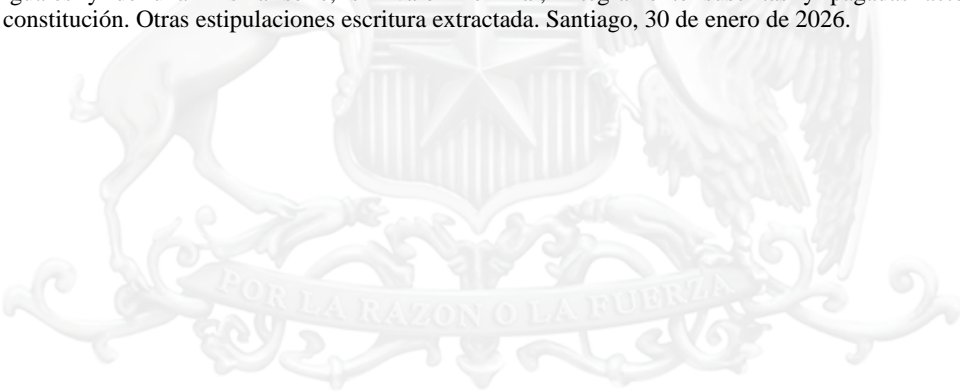 constitución. Otras estipulaciones escritura extractada. Santiago, 30 de enero de 2026.
POR LA RAZON O LA FUERZA